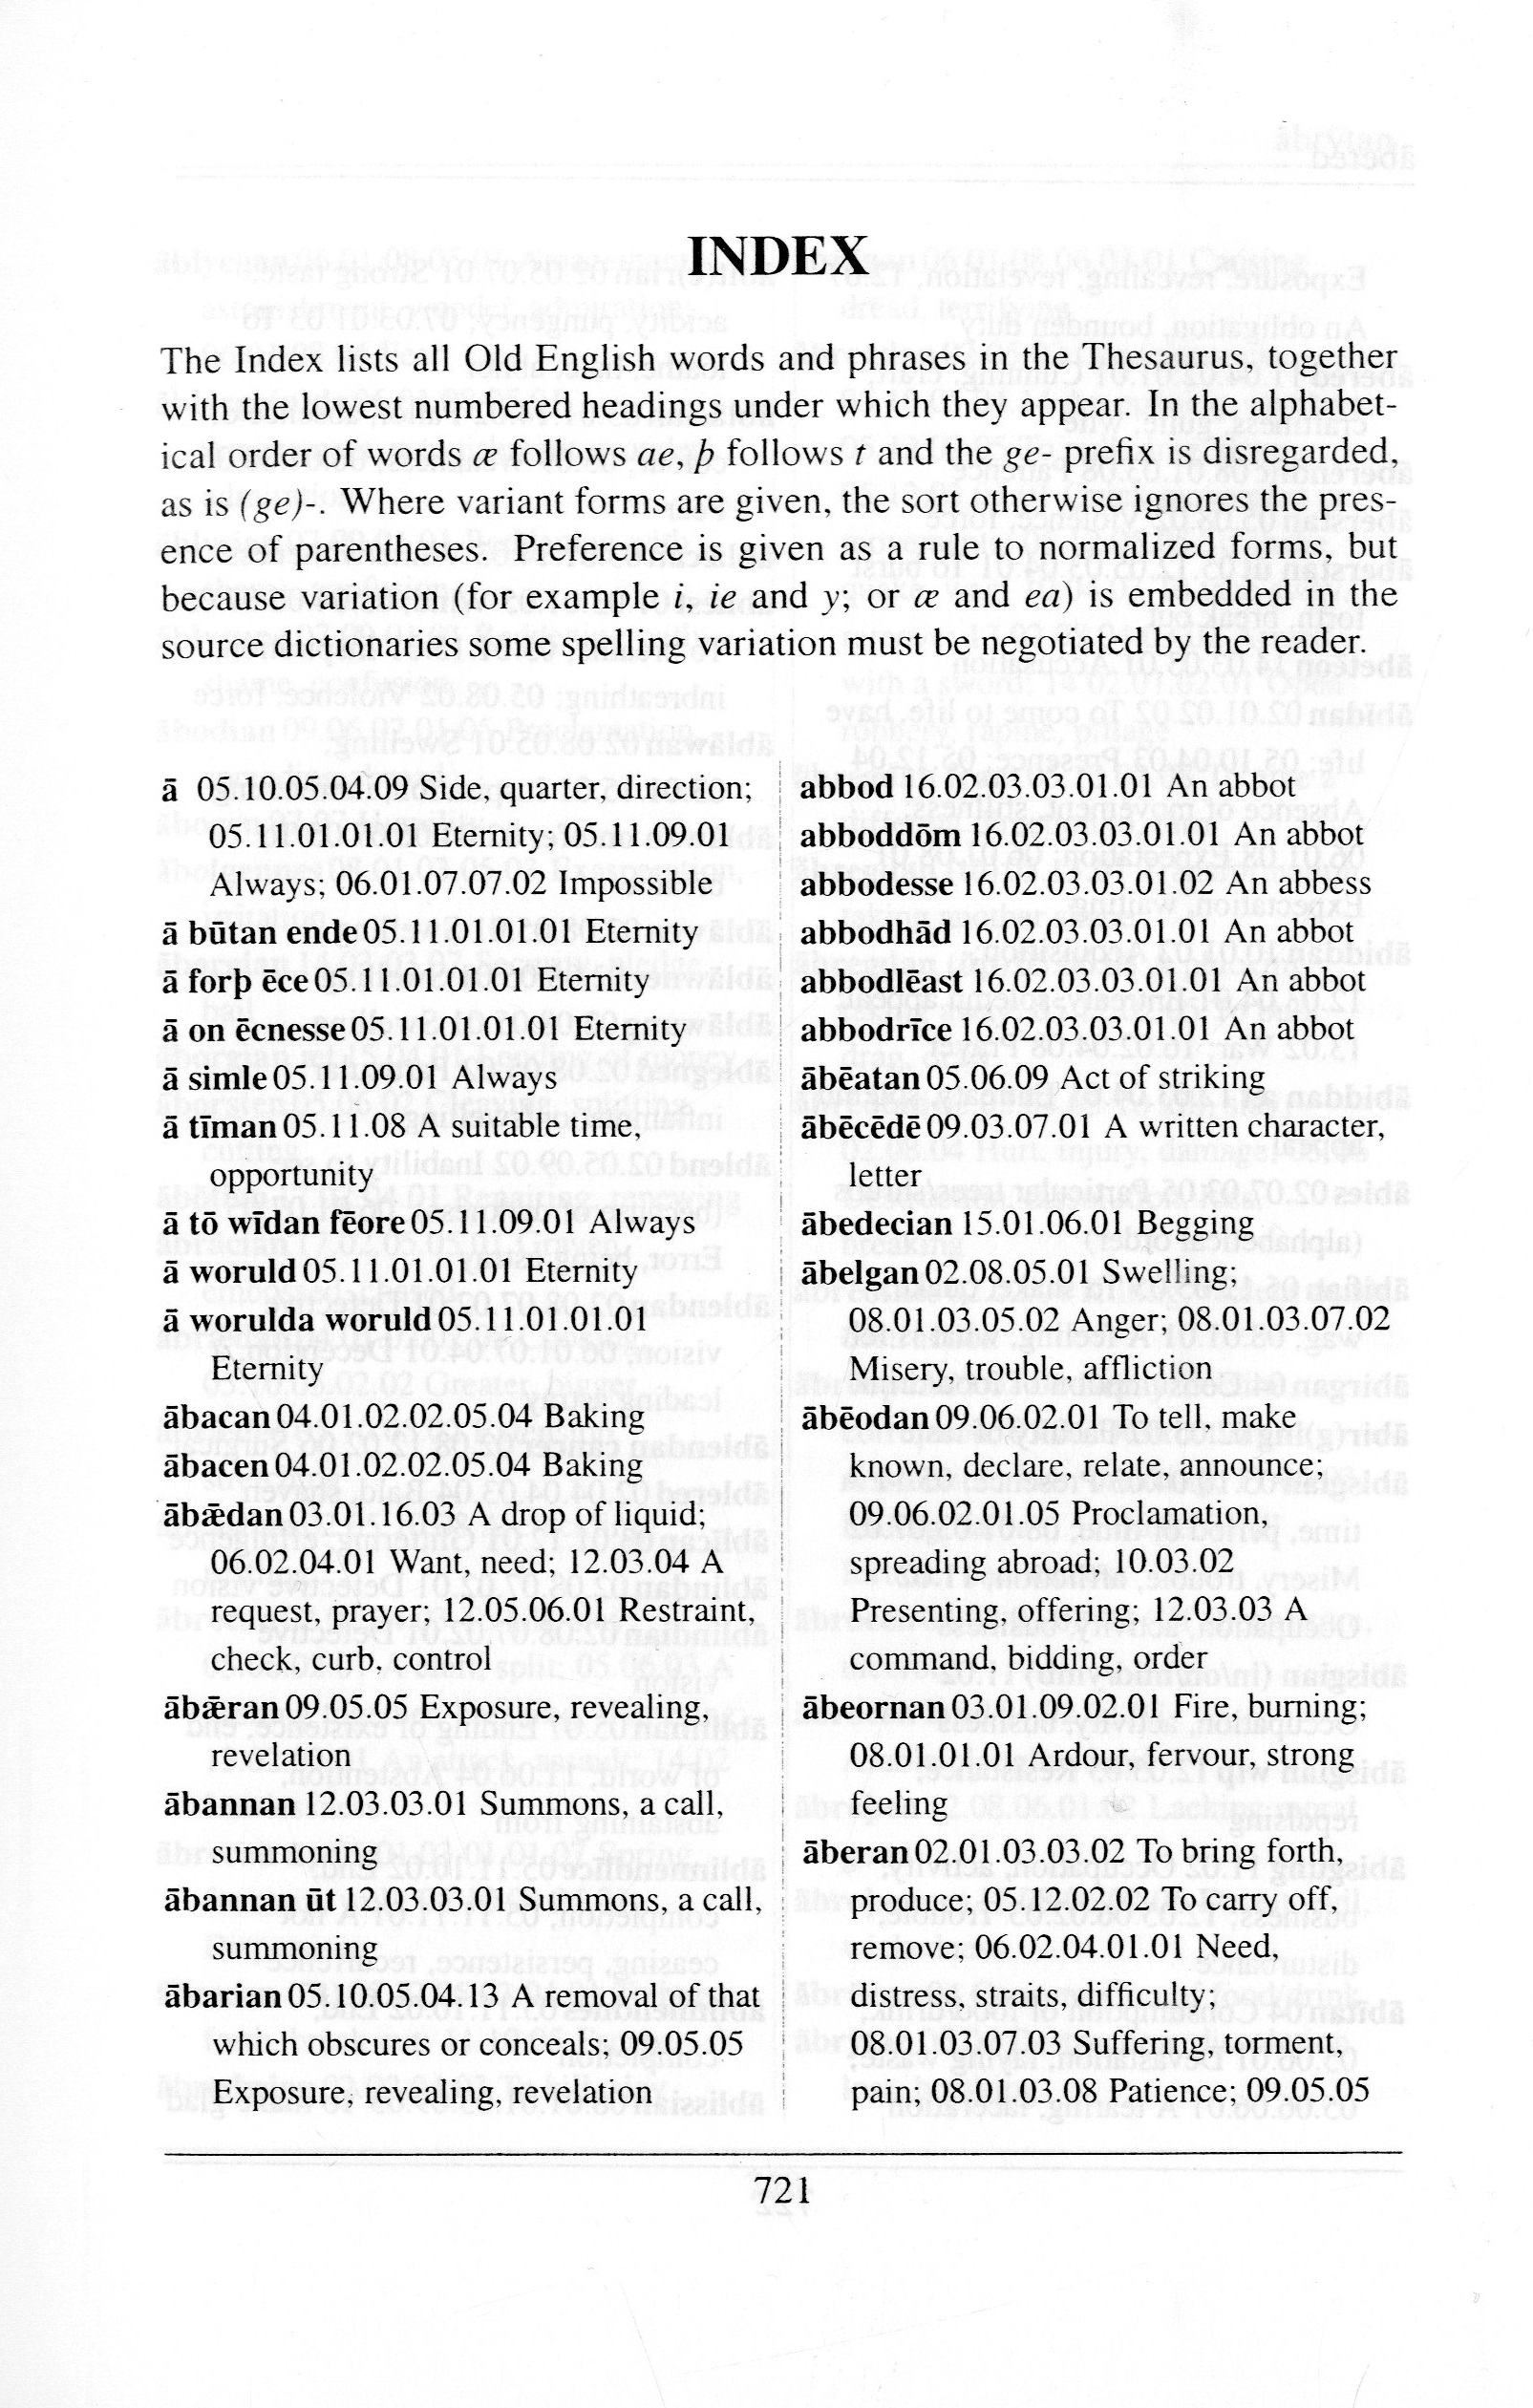 INDEX
The Index lists all Old English words and phrases in the Thesaurus, together
with the lowest numbered headings under which they appear. In the alphabet-
ical order of words æ follows ae, þ follows t and the ge- prefix is disregarded,
as is (ge)-. Where variant forms are given, the sort otherwise ignores the pres-
ence of parentheses. Preference is given as a rule to normalized forms, but
because variation (for example i, ie and y; or æ and ea) is embedded in the
source dictionaries some spelling variation must be negotiated by the reader.
ā 05.10.05.04.09 Side, quarter, direction;
05.11.01.01.01 Eternity; 05.11.09.01
Always; 06.01.07.07.02 Impossible
ā būtan ende 05.11.01.01.01 Eternity
ā forþ ēce 05.11.01.01.01 Eternity
ā on ēcnesse 05.11.01.01.01 Eternity
ā simle 05.11.09.01 Always
ā tīman 05.11.08 A suitable time,
opportunity
ā tō wīdan fēore 05.11.09.01 Always
ā woruld 05.11.01.01.01 Eternity
ā worulda woruld 05.11.01.01.01
Eternity
ābacan 04.01.02.02.05.04 Baking
ābacen 04.01.02.02.05.04 Baking
ābǣdan 03.01.16.03 A drop of liquid;
06.02.04.01 Want, need; 12.03.04 A
request, prayer; 12.05.06.01 Restraint,
check, curb, control
ābǣran 09.05.05 Exposure, revealing,
revelation
ābannan 12.03.03.01 Summons, a call,
summoning
ābannan ūt 12.03.03.01 Summons, a call,
summoning
ābarian 05.10.05.04.13 A removal of that
which obscures or conceals; 09.05.05
Exposure, revealing, revelation
abbod 16.02.03.03.01.01 An abbot
abboddōm 16.02.03.03.01.01 An abbot
abbodesse 16.02.03.03.01.02 An abbess
abbodhād 16.02.03.03.01.01 An abbot
abbodlēast 16.02.03.03.01.01 An abbot
abbodrīce 16.02.03.03.01.01 An abbot
ābēatan 05.06.09 Act of striking
ābēcēdē 09.03.07.01 A written character,
letter
ābedecian 15.01.06.01 Begging
ābelgan 02.08.05.01 Swelling;
08.01.03.05.02 Anger; 08.01.03.07.02
Misery, trouble, affliction
ābēodan 09.06.02.01 To tell, make
known, declare, relate, announce;
09.06.02.01.05 Proclamation,
spreading abroad; 10.03.02
Presenting, offering; 12.03.03 A
command, bidding, order
ābeornan 03.01.09.02.01 Fire, burning;
08.01.01.01 Ardour, fervour, strong
feeling
āberan 02.01.03.03.02 To bring forth,
produce; 05.12.02.02 To carry off,
remove; 06.02.04.01.01 Need,
distress, straits, difficulty;
08.01.03.07.03 Suffering, torment,
pain; 08.01.03.08 Patience; 09.05.05
721